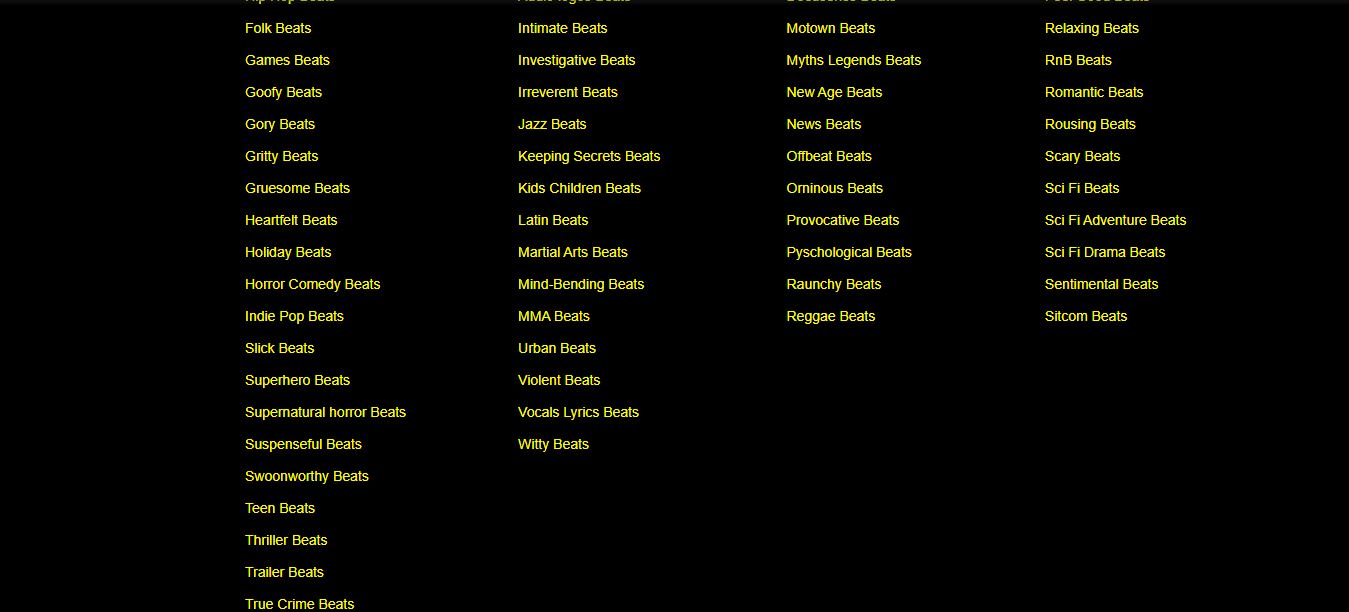 Folk Beats
Games Beats
Goofy Beats
Gory Beats
Gritty Beats
Gruesome Beats
Heartfelt Beats
Holiday Beats
Horror Comedy Beats
Indie Pop Beats
Slick Beats
Superhero Beats
Supernatural horror Beats
Suspenseful Beats
Swoonworthy Beats
Teen Beats
Thriller Beats
Trailer Beats
True Crime Beats
Intimate Beats
Investigative Beats
Irreverent Beats
Jazz Beats
Keeping Secrets Beats
Kids Children Beats
Latin Beats
Martial Arts Beats
Mind-Bending Beats
MMA Beats
Urban Beats
Violent Beats
Vocals Lyrics Beats
Witty Beats
Motown Beats
Myths Legends Beats
New Age Beats
News Beats
Offbeat Beats
Orninous Beats
Provocative Beats
Pyschological Beats
Raunchy Beats
Reggae Beats
Relaxing Beats
RnB Beats
Romantic Beats
Rousing Beats
Scary Beats
Sci Fi Beats
Sci Fi Adventure Beats
Sci Fi Drama Beats
Sentimental Beats
Sitcom Beats